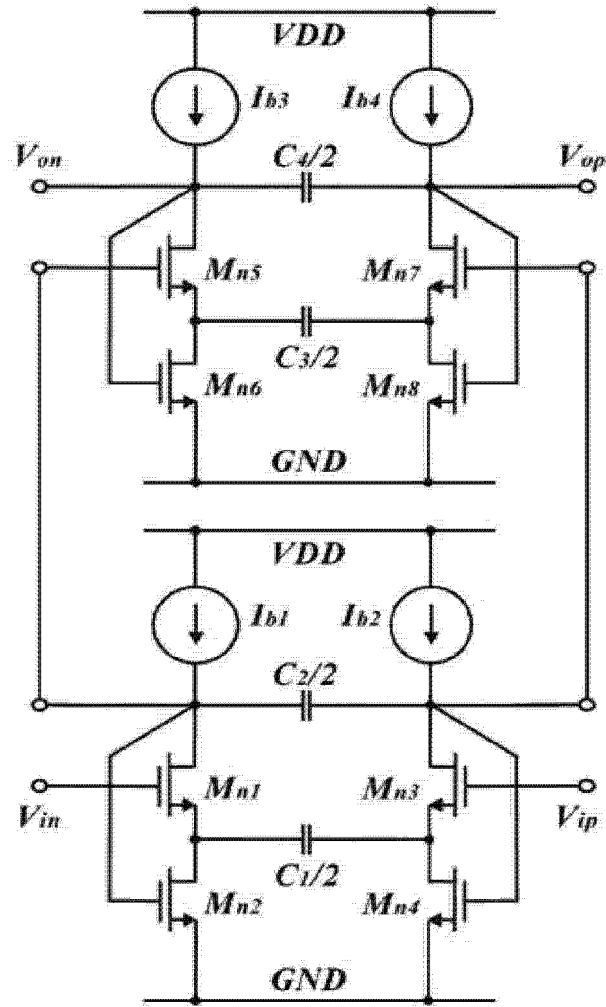 VDD
Ib3 Ib4
Von C4/2 Vop
Mn5 Mn7
C3/2
Mn6 Mn8
GND
VDD
Ib1 Ib2
C2/2
Mn1 Mn3
Vin Vip
C1/2
Mn2 Mn4
GND